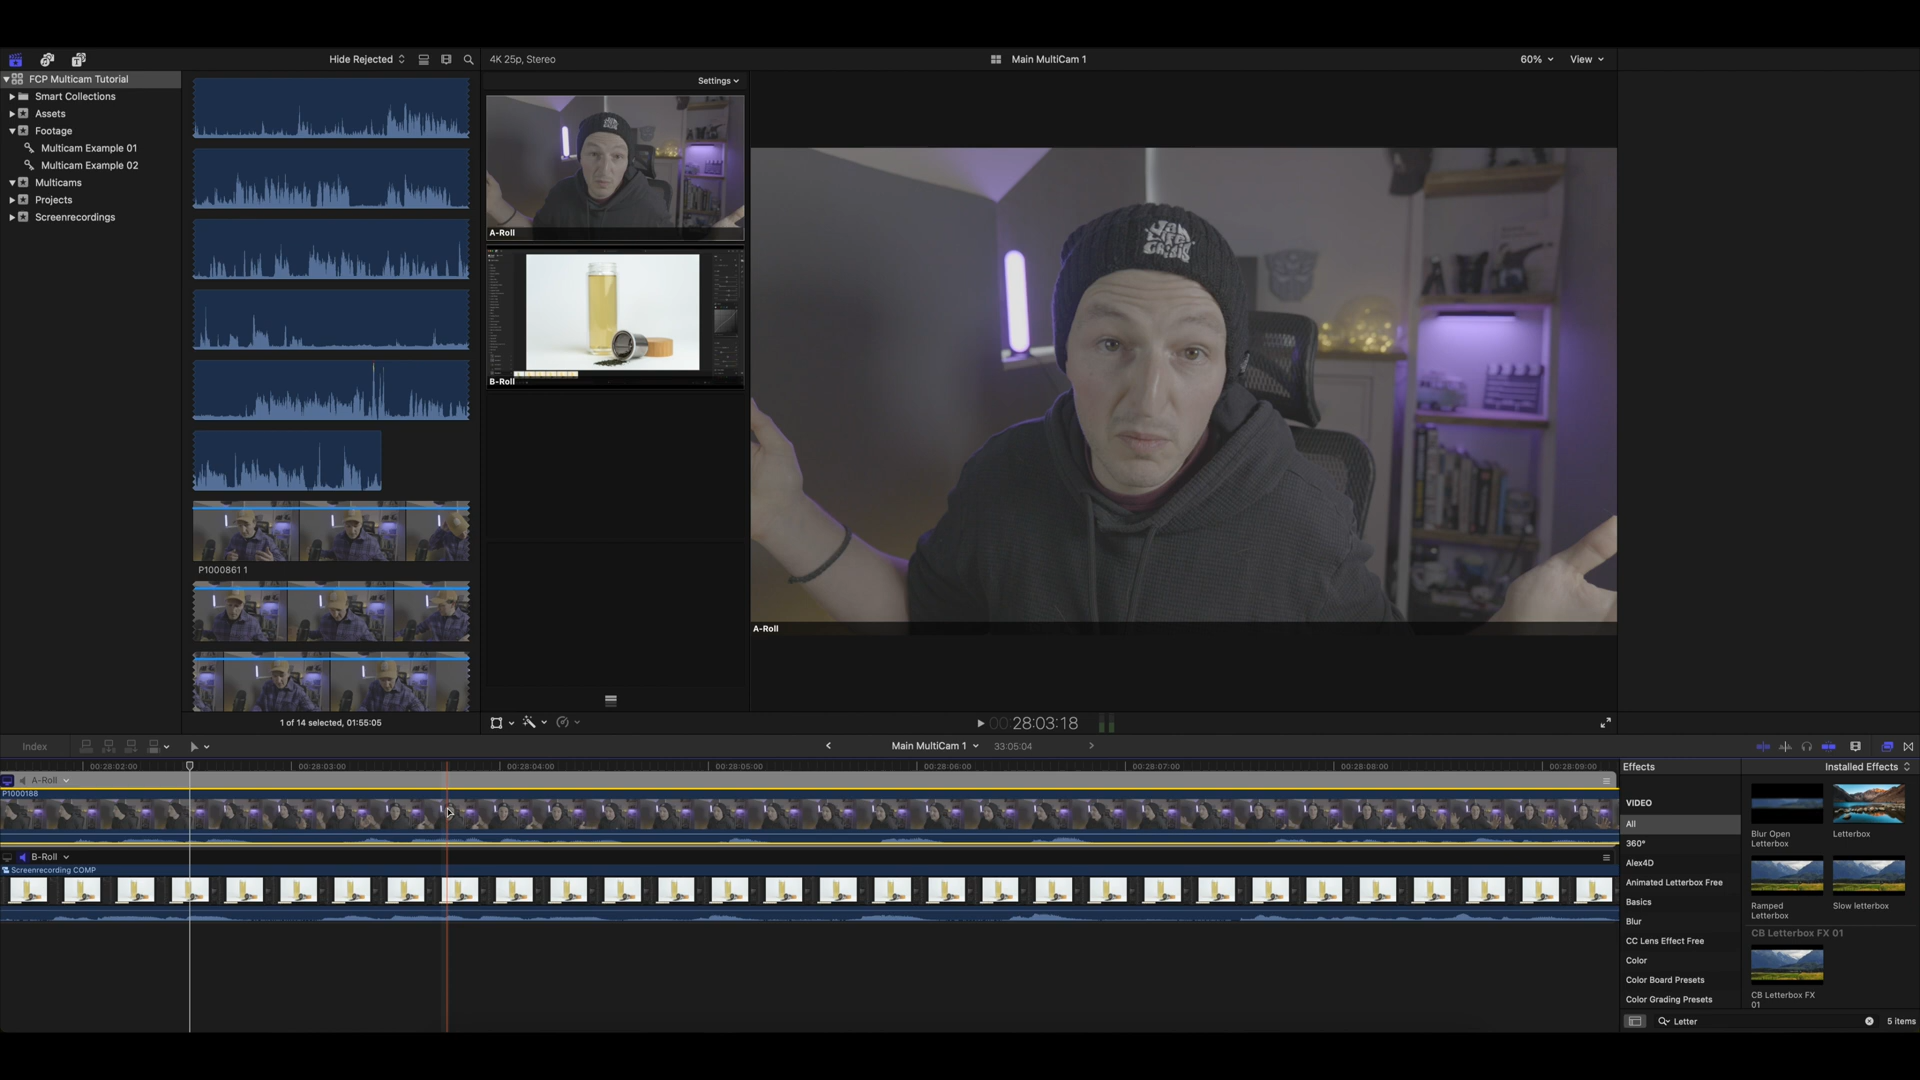 Hide Rejected
4K 25p, Stereo
Main MultiCam 1
60%
View
FCP Multicam Tutorial
Smart Collections
Assets
Footage
Multicam Example 01
Multicam Example 02
Multicams
Projects
Screenrecordings
P1000861 1
1 of 14 selected, 01:55:05
Settings
A-Roll
B-Roll
A-Roll
00:28:03:18
Index
Main MultiCam 1
33:05:04
00:28:02:00
00:28:03:00
00:28:04:00
00:28:05:00
00:28:06:00
00:28:07:00
00:28:08:00
00:28:09:00
A-Roll
P1000188
B-Roll
Screenrecording COMP
Effects
Installed Effects
VIDEO
All
360°
Alex4D
Animated Letterbox Free
Basics
Blur
CC Lens Effect Free
Color
Color Board Presets
Color Grading Presets
Blur Open
Letterbox
Letterbox
Ramped
Letterbox
Slow letterbox
CB Letterbox FX 01
CB Letterbox FX
01
Letter
5 items